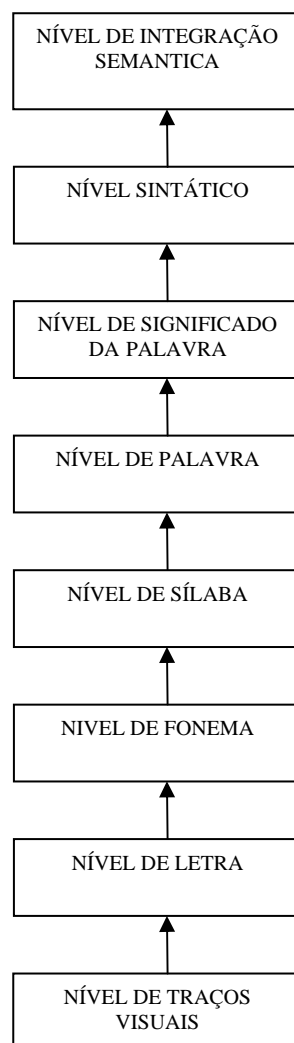 NÍVEL DE INTEGRAÇÃO
SEMANTICA
NÍVEL SINTÁTICO
NÍVEL DE SIGNIFICADO
DA PALAVRA
NÍVEL DE PALAVRA
NÍVEL DE SÍLABA
NIVEL DE FONEMA
NÍVEL DE LETRA
NÍVEL DE TRAÇOS
VISUAIS